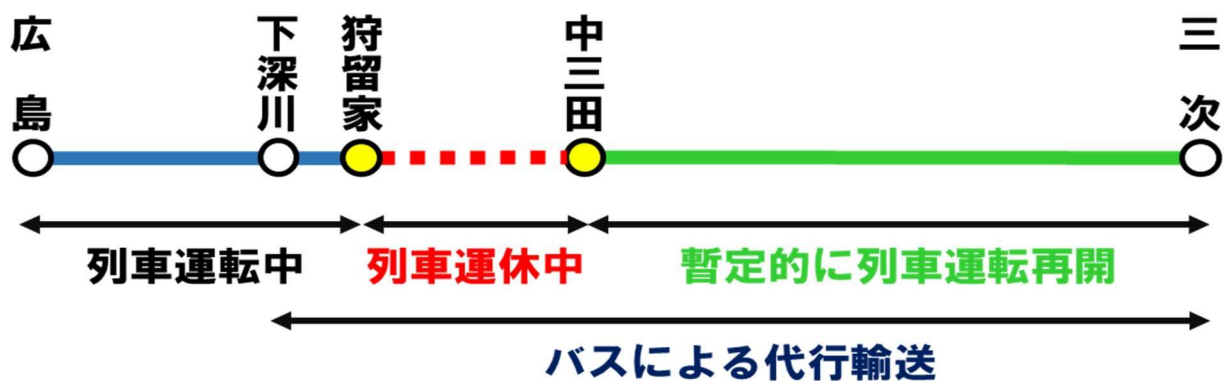 広島
下深川
狩留家
中三田
三次
列車運転中
列車運休中
暫定的に列車運転再開
バスによる代行輸送